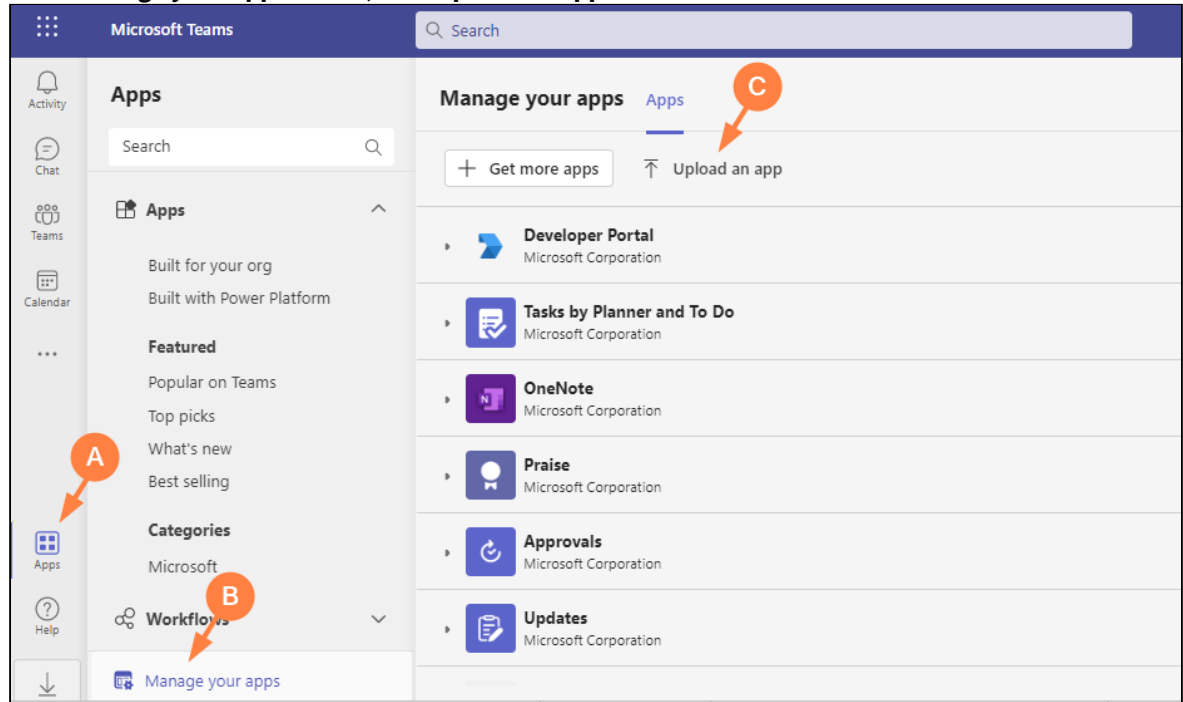 Microsoft Teams
Search
Activity
Chat
Teams
Calendar
Apps
Help
Apps
Search
Apps
Built for your org
Built with Power Platform
Featured
Popular on Teams
Top picks
What's new
Best selling
Categories
Microsoft
Workflows
Manage your apps
A
B
C
Manage your apps Apps
Get more apps Upload an app
Developer Portal
Microsoft Corporation
Tasks by Planner and To Do
Microsoft Corporation
OneNote
Microsoft Corporation
Praise
Microsoft Corporation
Approvals
Microsoft Corporation
Updates
Microsoft Corporation